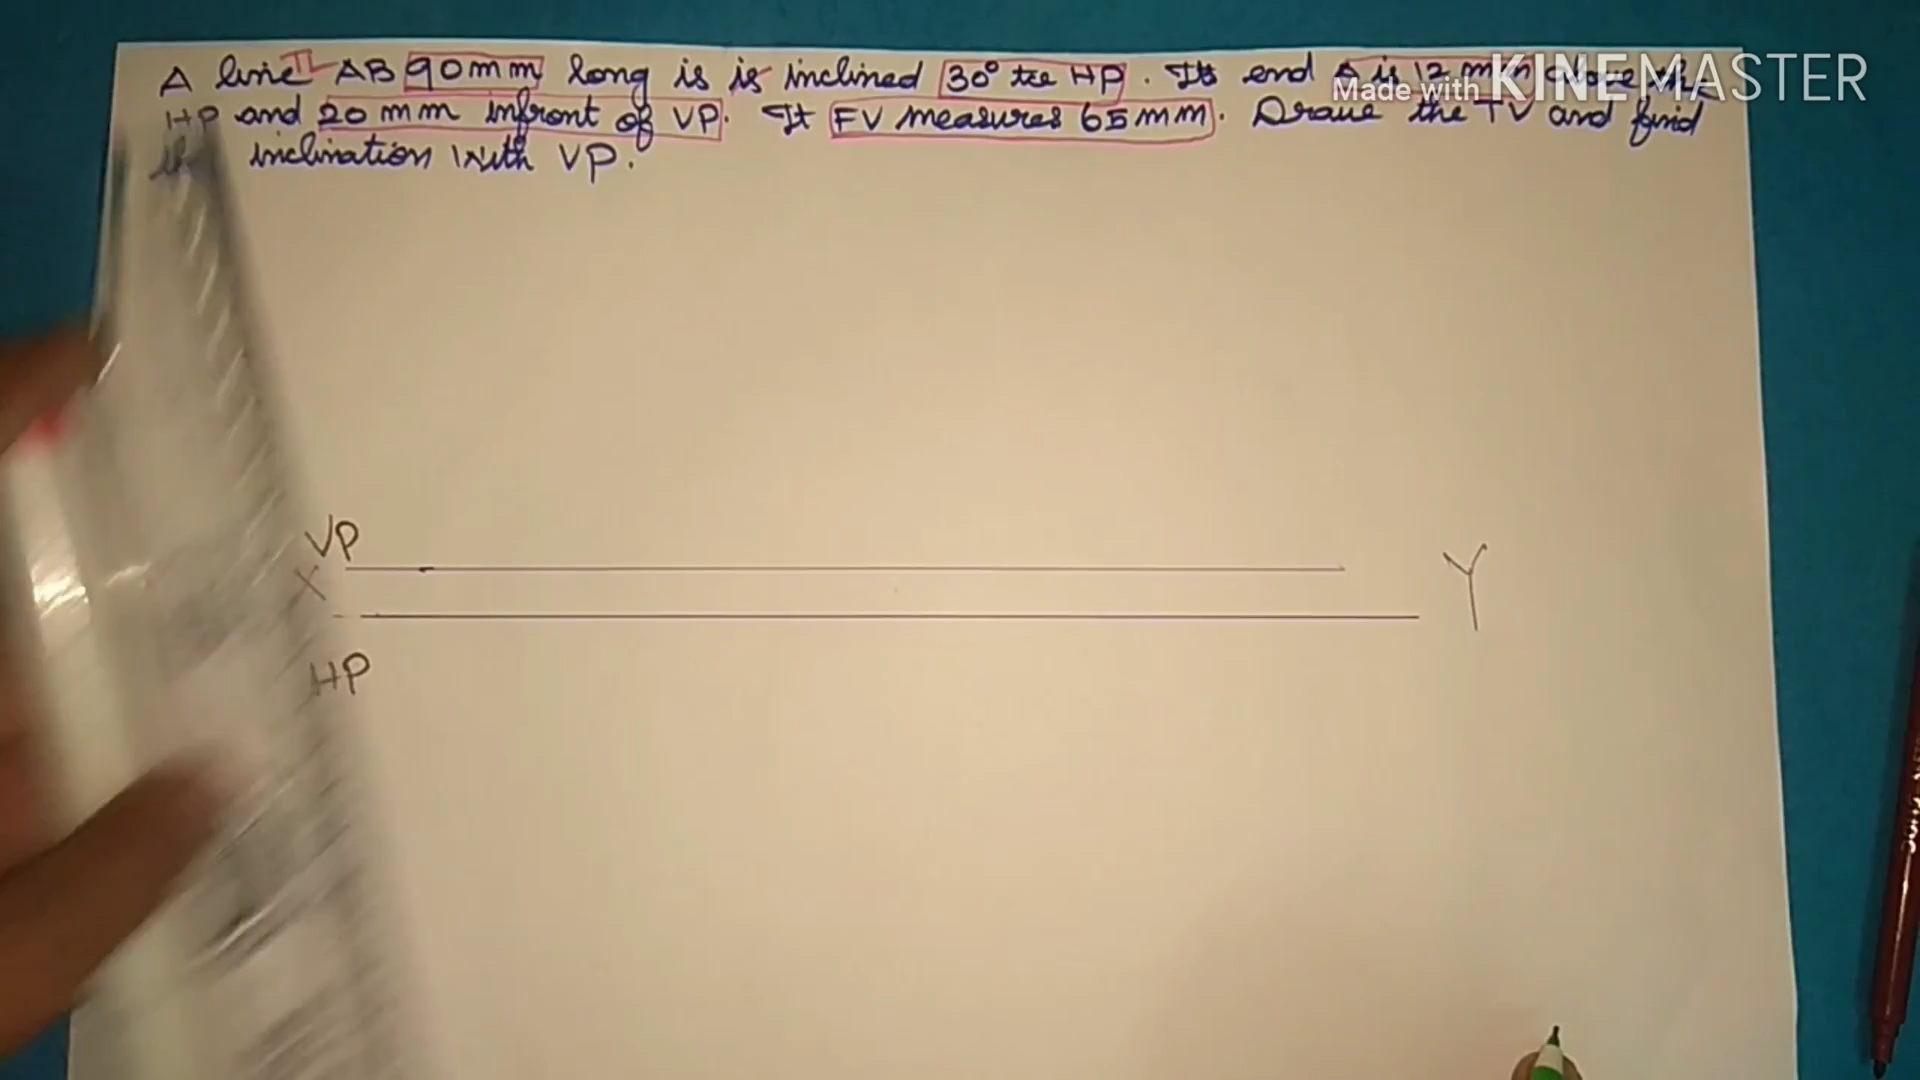 A line AB 90mm long is is inclined 30° to HP. Its end A is 12 mm above
HP and 20 mm infront of VP. It FV measures 65mm. Draw the TV and find
inclination with VP.
Made with KINEMASTER
VP
X Y
HP